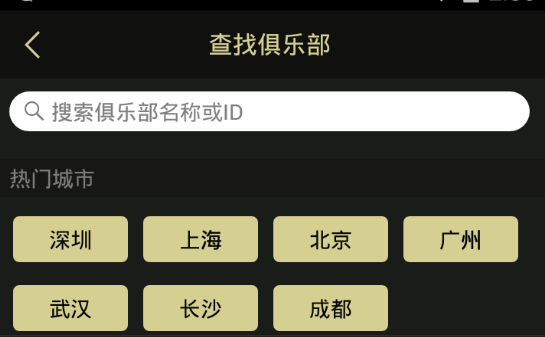 查找俱乐部
搜索俱乐部名称或ID
热门城市
深圳 上海 北京 广州
武汉 长沙 成都